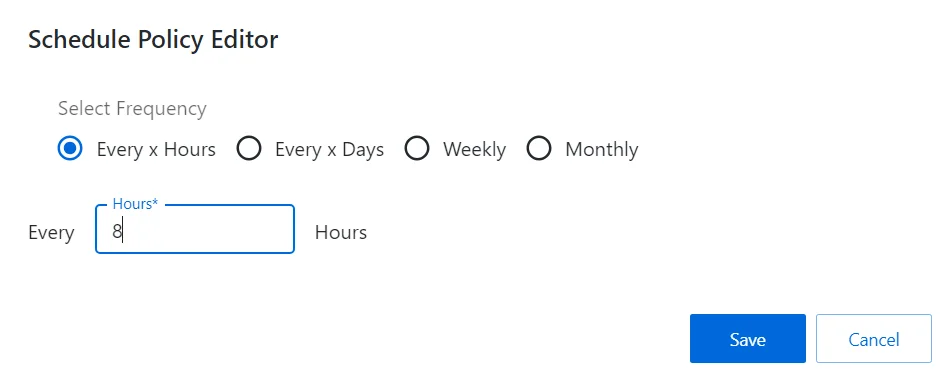 Schedule Policy Editor
Select Frequency
Every x Hours Every x Days Weekly Monthly
Hours*
Every 8 Hours
Save Cancel